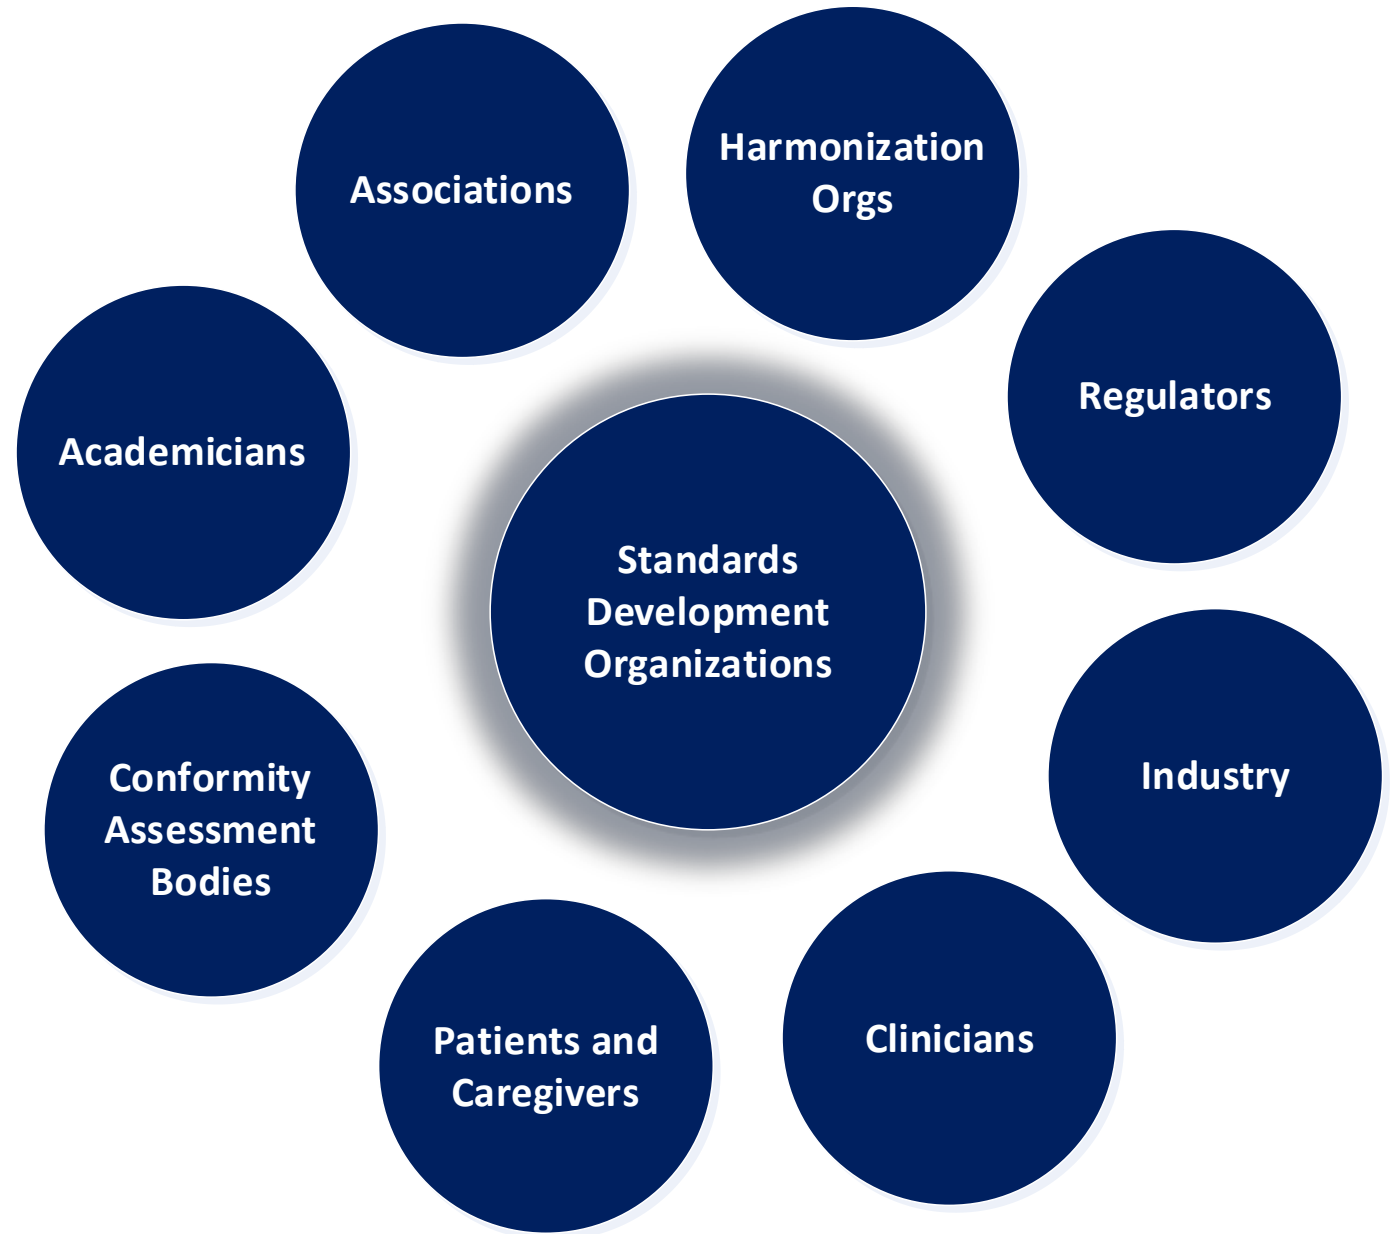 Associations
Harmonization
Orgs
Regulators
Academicians
Standards
Development
Organizations
Industry
Conformity
Assessment
Bodies
Clinicians
Patients and
Caregivers